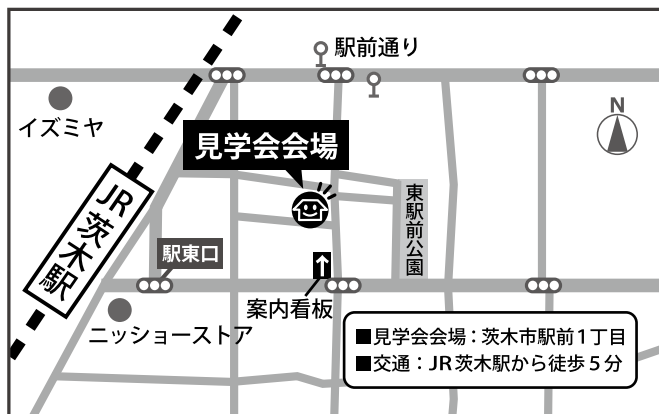 駅前通り
イズミヤ
N
見学会会場
JR茨木駅
東駅前公園
駅東口
案内看板
ニッショーストア
■見学会会場：茨木市駅前1丁目
■交通：JR茨木駅から徒歩5分